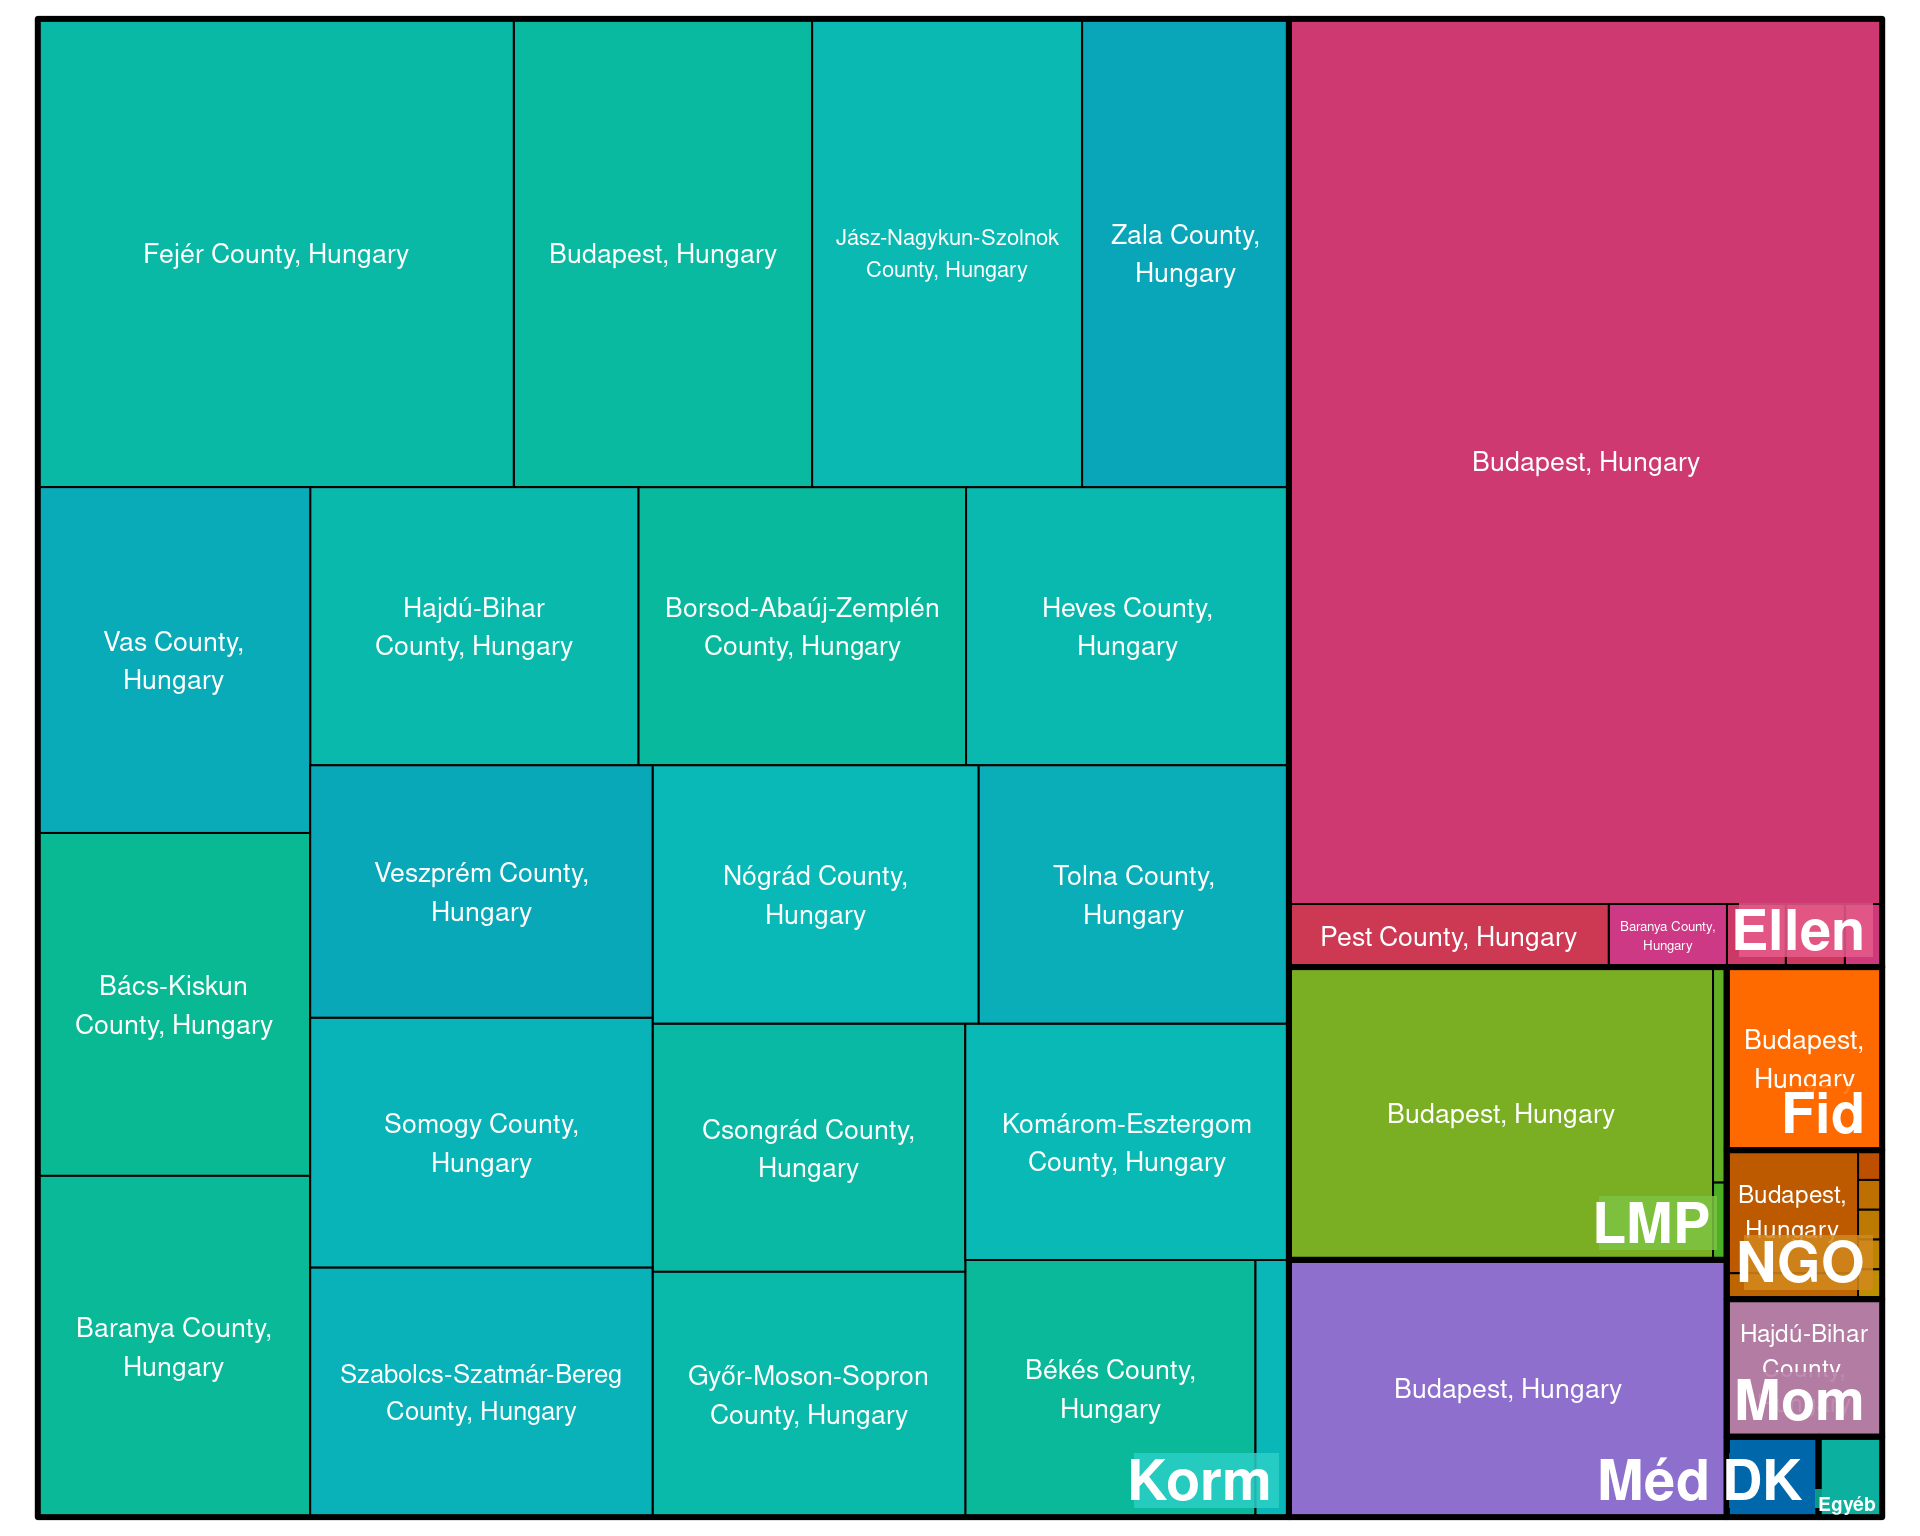 Fejér County, Hungary
Budapest, Hungary
Jász-Nagykun-Szolnok
County, Hungary
Zala County,
Hungary
Vas County,
Hungary
Hajdú-Bihar
County, Hungary
Borsod-Abaúj-Zemplén
County, Hungary
Heves County,
Hungary
Veszprém County,
Hungary
Nógrád County,
Hungary
Tolna County,
Hungary
Bács-Kiskun
County, Hungary
Somogy County,
Hungary
Csongrád County,
Hungary
Komárom-Esztergom
County, Hungary
Baranya County,
Hungary
Szabolcs-Szatmár-Bereg
County, Hungary
Győr-Moson-Sopron
County, Hungary
Békés County,
Hungary
Korm
Budapest, Hungary
Pest County, Hungary
Baranya County,
Hungary
Ellen
Budapest, Hungary
LMP
Budapest,
Hungary
Fid
Budapest,
Hungary
NGO
Budapest, Hungary
Méd
Hajdú-Bihar
County,
Mom
DK
Egyéb